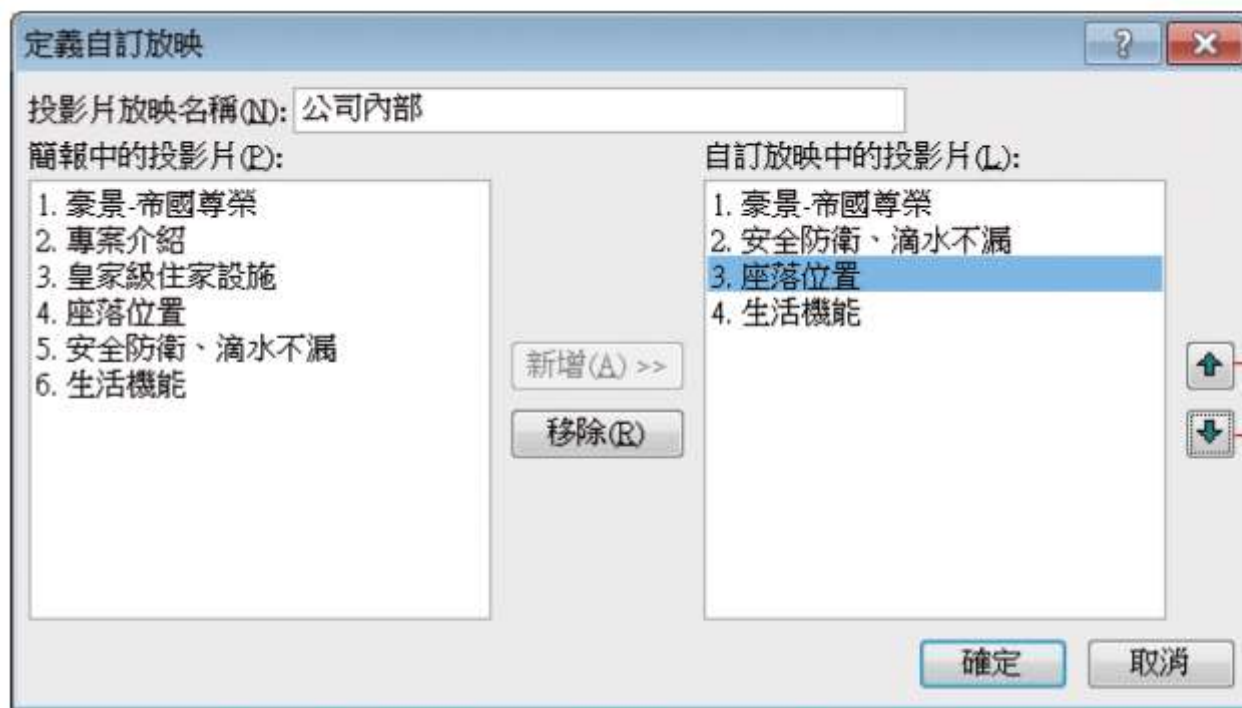 定義自訂放映
投影片放映名稱(N): 公司內部
簡報中的投影片(P):
1. 豪景-帝國尊榮
2. 專案介紹
3. 皇家級住家設施
4. 座落位置
5. 安全防衛、滴水不漏
6. 生活機能
新增(A) >>
移除(R)
自訂放映中的投影片(L):
1. 豪景-帝國尊榮
2. 安全防衛、滴水不漏
3. 座落位置
4. 生活機能
確定
取消